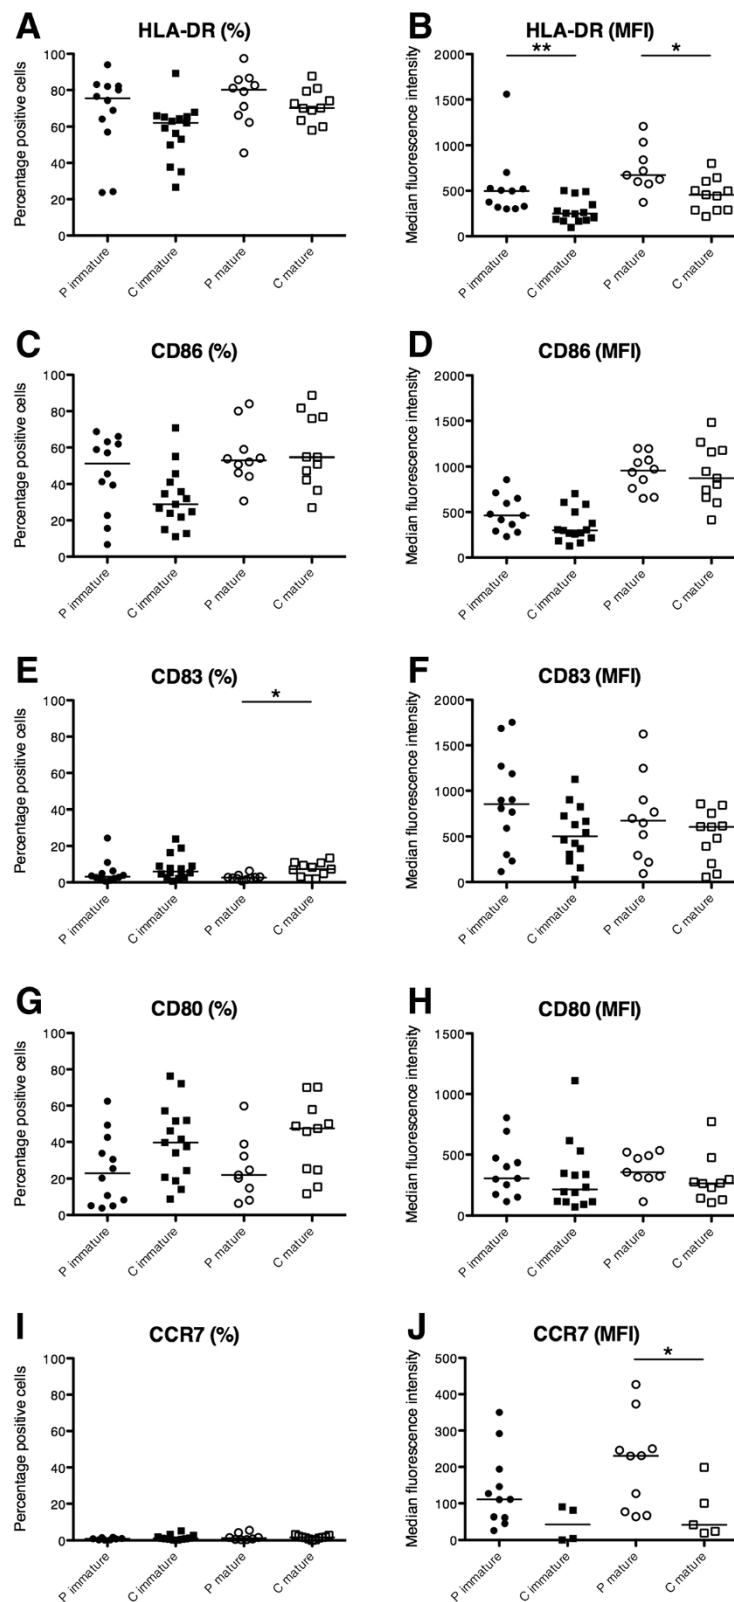 A
HLA-DR (%)
Percentage positive cells
100
80
60
40
20
0
P immature
C immature
P mature
C mature
B
HLA-DR (MFI)
Median fluorescence intensity
2000
1500
1000
500
0
**
*
P immature
C immature
P mature
C mature
C
CD86 (%)
Percentage positive cells
100
80
60
40
20
0
P immature
C immature
P mature
C mature
D
CD86 (MFI)
Median fluorescence intensity
2000
1500
1000
500
0
P immature
C immature
P mature
C mature
E
CD83 (%)
Percentage positive cells
100
80
60
40
20
0
*
P immature
C immature
P mature
C mature
F
CD83 (MFI)
Median fluorescence intensity
2000
1500
1000
500
0
P immature
C immature
P mature
C mature
G
CD80 (%)
Percentage positive cells
100
80
60
40
20
0
P immature
C immature
P mature
C mature
H
CD80 (MFI)
Median fluorescence intensity
1500
1000
500
0
P immature
C immature
P mature
C mature
I
CCR7 (%)
Percentage positive cells
100
80
60
40
20
0
P immature
C immature
P mature
C mature
J
CCR7 (MFI)
Median fluorescence intensity
500
400
300
200
100
0
*
P immature
C immature
P mature
C mature